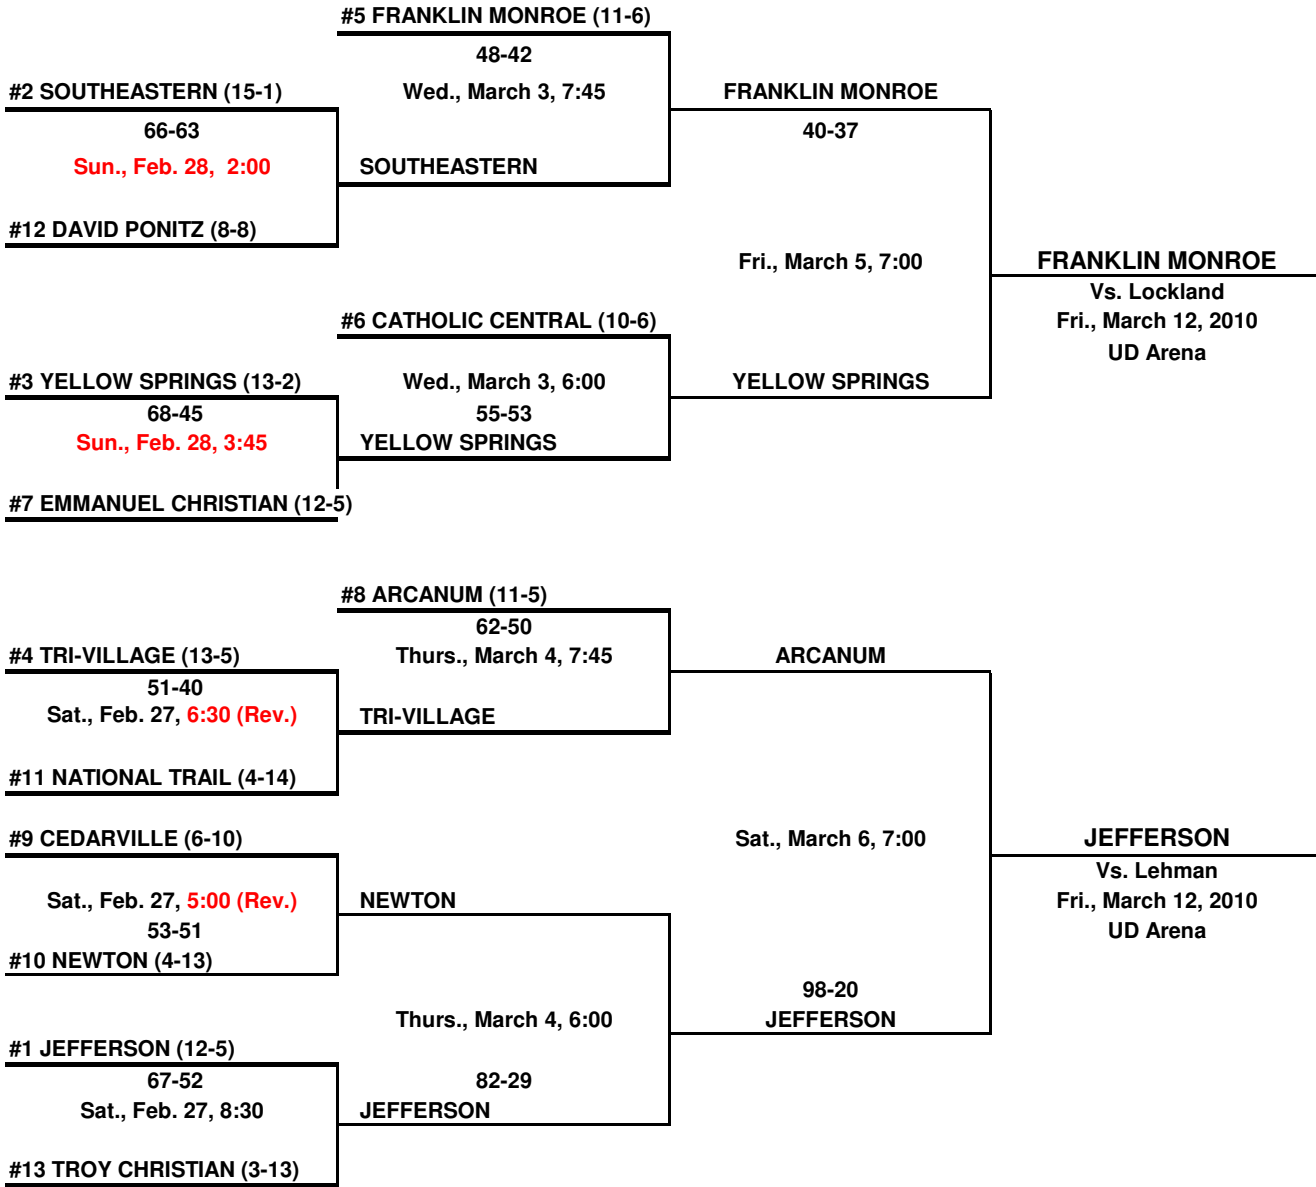 #5 FRANKLIN MONROE (11-6)
48-42
Wed., March 3, 7:45
#2 SOUTHEASTERN (15-1)
66-63
Sun., Feb. 28, 2:00
#12 DAVID PONITZ (8-8)
SOUTHEASTERN
FRANKLIN MONROE
40-37
Fri., March 5, 7:00
FRANKLIN MONROE
Vs. Lockland
Fri., March 12, 2010
UD Arena
#6 CATHOLIC CENTRAL (10-6)
Wed., March 3, 6:00
55-53
YELLOW SPRINGS
#3 YELLOW SPRINGS (13-2)
68-45
Sun., Feb. 28, 3:45
YELLOW SPRINGS
#7 EMMANUEL CHRISTIAN (12-5)
#8 ARCANUM (11-5)
62-50
Thurs., March 4, 7:45
#4 TRI-VILLAGE (13-5)
51-40
Sat., Feb. 27, 6:30 (Rev.)
TRI-VILLAGE
#11 NATIONAL TRAIL (4-14)
ARCANUM
#9 CEDARVILLE (6-10)
Sat., Feb. 27, 5:00 (Rev.)
53-51
#10 NEWTON (4-13)
NEWTON
Sat., March 6, 7:00
JEFFERSON
Vs. Lehman
Fri., March 12, 2010
UD Arena
98-20
JEFFERSON
Thurs., March 4, 6:00
82-29
JEFFERSON
#1 JEFFERSON (12-5)
67-52
Sat., Feb. 27, 8:30
#13 TROY CHRISTIAN (3-13)